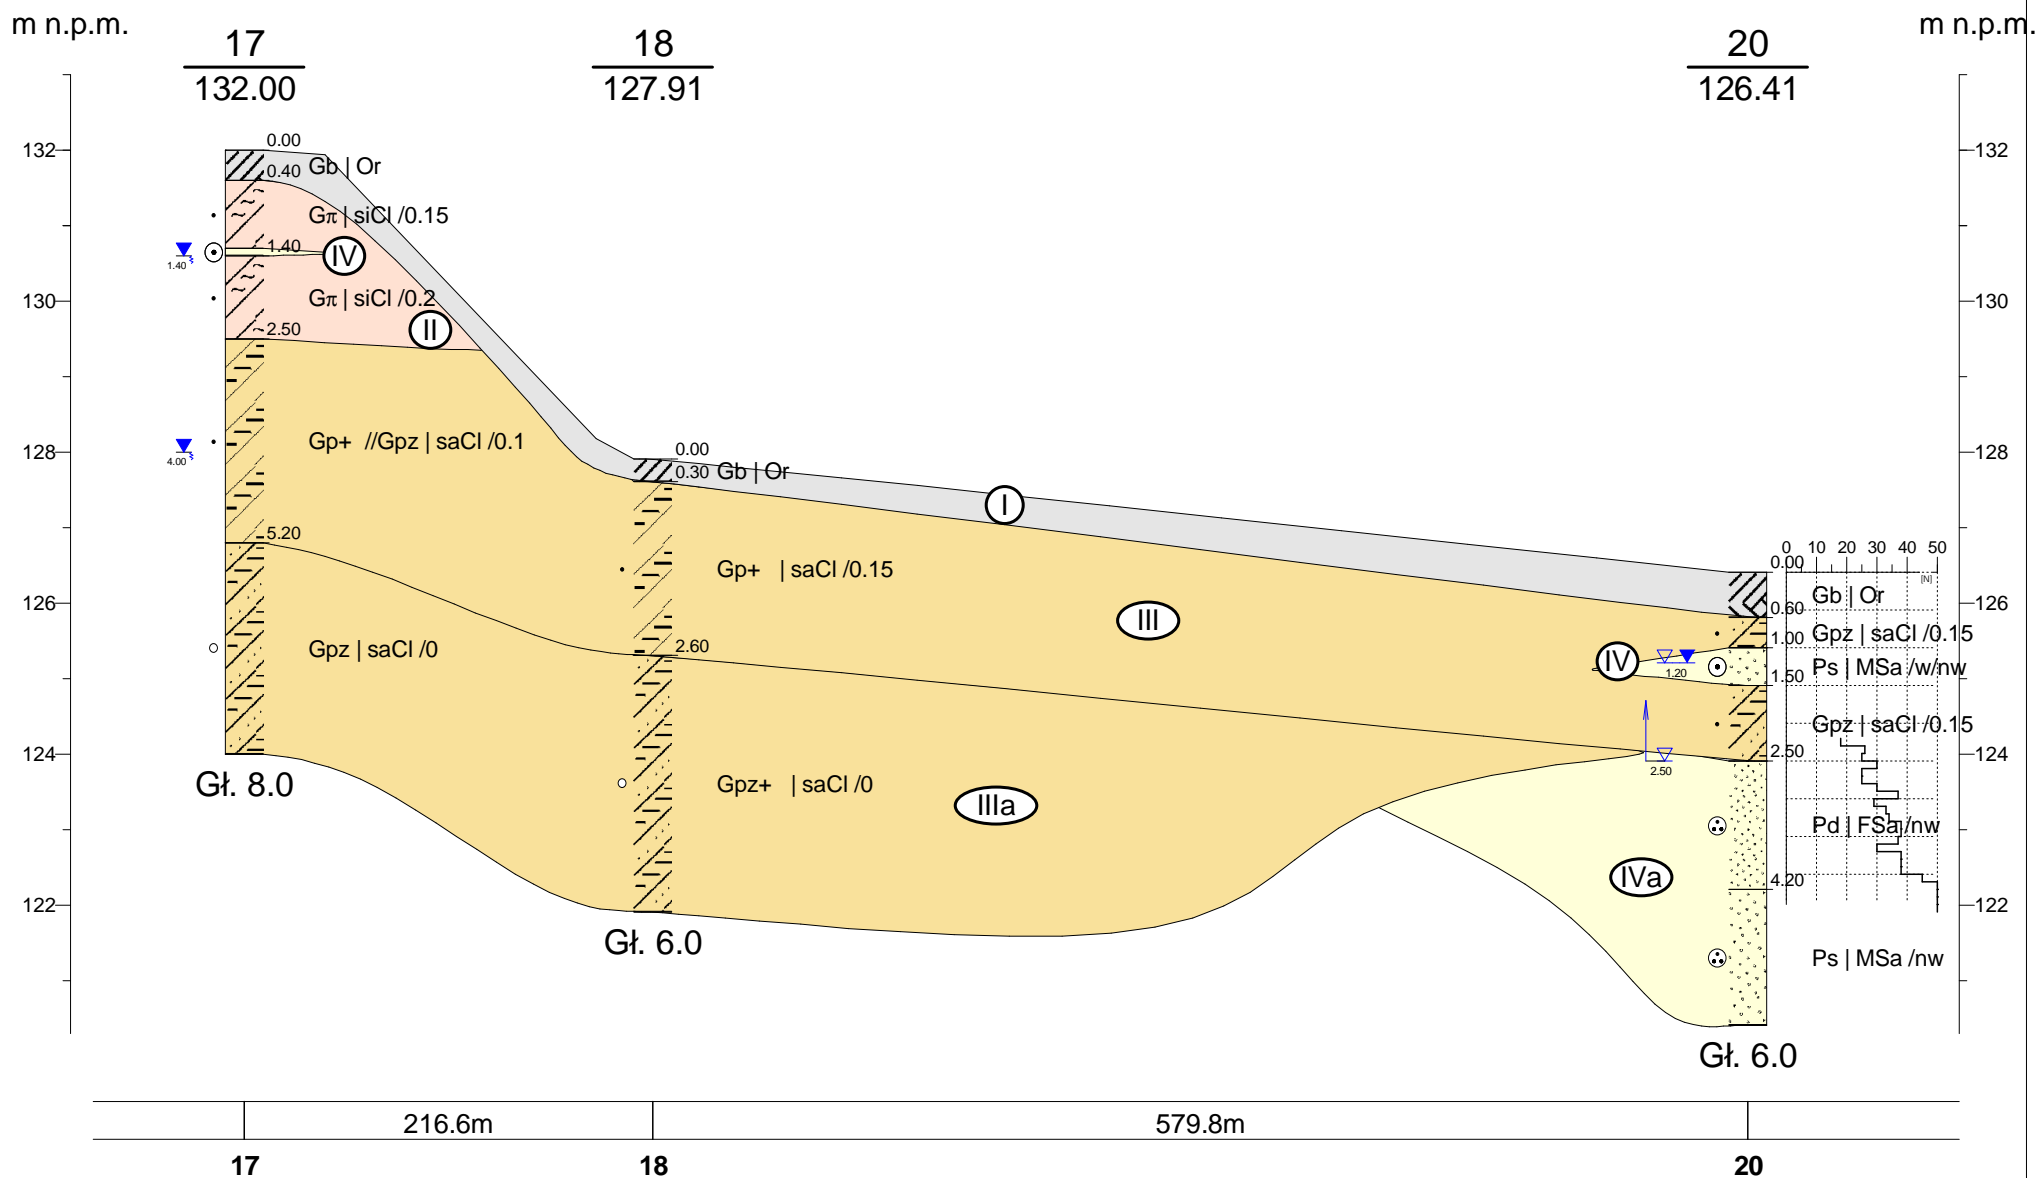 m n.p.m.
m n.p.m.
17
132.00
18
127.91
20
126.41
132
130
128
126
124
122
0.00
0.40
Gb | Or
Gπ | siCl /0.15
1.40
1.40
IV
Gπ | siCl /0.2
II
2.50
Gp+ //Gpz | saCl /0.1
4.00
5.20
Gpz | saCl /0
Gł. 8.0
0.00
0.30
Gb | Or
Gp+ | saCl /0.15
2.60
Gpz+ | saCl /0
Gł. 6.0
I
III
IIIa
IV
1.20
2.50
IVa
0 10 20 30 40 50
[N]
0.00
Gb | Or
0.60
Gpz | saCl /0.15
1.00
Ps | MSa /w/nw
1.50
Gpz | saCl /0.15
2.50
Pd | FSa /nw
4.20
Ps | MSa /nw
Gł. 6.0
132
130
128
126
124
122
216.6m
579.8m
17
18
20